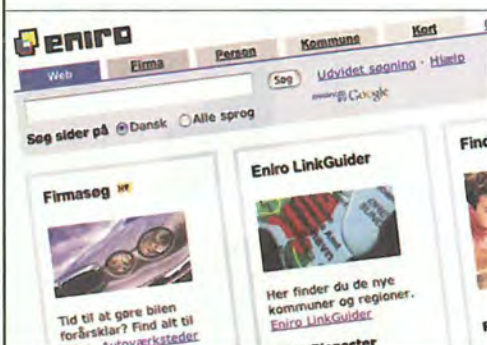 eniro
Web Firma Person Kommune Kort
Søg Udvidet søgning · Hjælp
Google
Søg sider på Dansk Alle sprog
Firmasøg
Tid til at gøre bilen
forårsklar? Find alt til
Autoværksteder
Eniro LinkGuider
Her finder du de nye
kommuner og regioner.
Eniro LinkGuider
Find